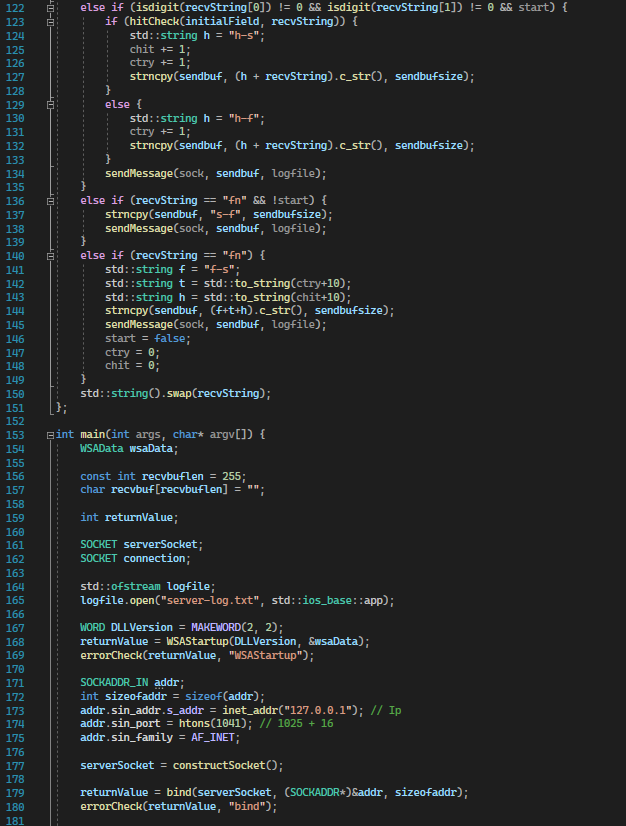 122 else if (isdigit(recvString[0]) != 0 && isdigit(recvString[1]) != 0 && start) {
123 if (hitCheck(initialField, recvString)) {
124 std::string h = "h-s";
125 chit += 1;
126 ctry += 1;
127 strncpy(sendbuf, (h + recvString).c_str(), sendbufsize);
128 }
129 else {
130 std::string h = "h-f";
131 ctry += 1;
132 strncpy(sendbuf, (h + recvString).c_str(), sendbufsize);
133 }
134 sendMessage(sock, sendbuf, logfile);
135 }
136 else if (recvString == "fn" && !start) {
137 strncpy(sendbuf, "s-f", sendbufsize);
138 sendMessage(sock, sendbuf, logfile);
139 }
140 else if (recvString == "fn") {
141 std::string f = "f-s";
142 std::string t = std::to_string(ctry+10);
143 std::string h = std::to_string(chit+10);
144 strncpy(sendbuf, (f+t+h).c_str(), sendbufsize);
145 sendMessage(sock, sendbuf, logfile);
146 start = false;
147 ctry = 0;
148 chit = 0;
149 }
150 std::string().swap(recvString);
151 };
152
153 int main(int args, char* argv[]) {
154 WSAData wsaData;
155
156 const int recvbuflen = 255;
157 char recvbuf[recvbuflen] = "";
158
159 int returnValue;
160
161 SOCKET serverSocket;
162 SOCKET connection;
163
164 std::ofstream logfile;
165 logfile.open("server-log.txt", std::ios_base::app);
166
167 WORD DLLVersion = MAKEWORD(2, 2);
168 returnValue = WSAStartup(DLLVersion, &wsaData);
169 errorCheck(returnValue, "WSAStartup");
170
171 SOCKADDR_IN addr;
172 int sizeofaddr = sizeof(addr);
173 addr.sin_addr.s_addr = inet_addr("127.0.0.1"); // Ip
174 addr.sin_port = htons(1041); // 1025 + 16
175 addr.sin_family = AF_INET;
176
177 serverSocket = constructSocket();
178
179 returnValue = bind(serverSocket, (SOCKADDR*)&addr, sizeofaddr);
180 errorCheck(returnValue, "bind");
181